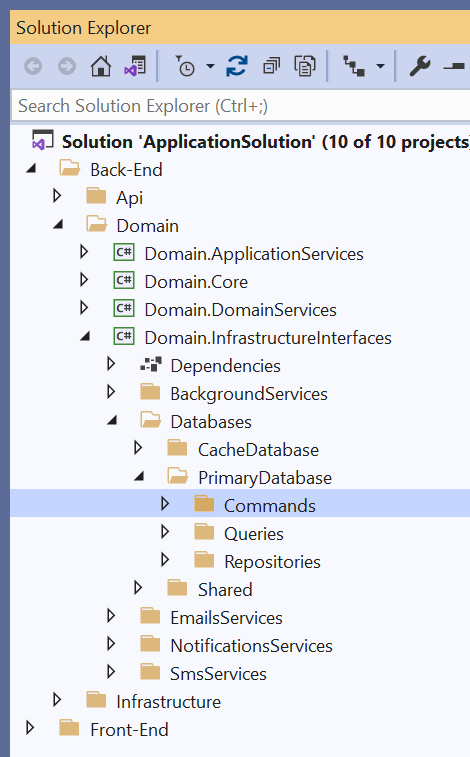 Solution Explorer
Search Solution Explorer (Ctrl+;)
Solution 'ApplicationSolution' (10 of 10 projects
Back-End
Api
Domain
C# Domain.ApplicationServices
C# Domain.Core
C# Domain.DomainServices
C# Domain.InfrastructureInterfaces
Dependencies
BackgroundServices
Databases
CacheDatabase
PrimaryDatabase
Commands
Queries
Repositories
Shared
EmailsServices
NotificationsServices
SmsServices
Infrastructure
Front-End